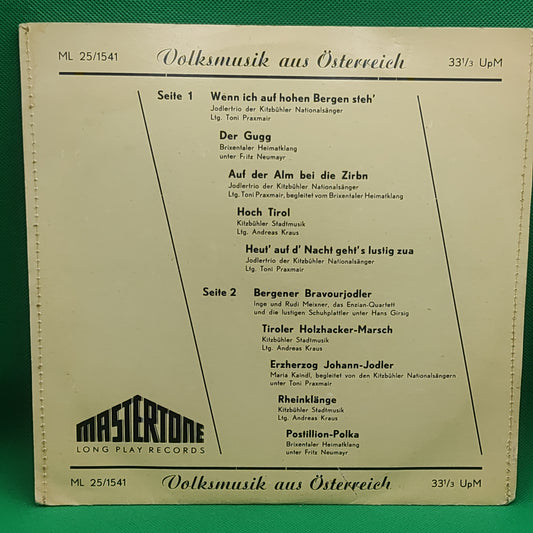 ML 25/1541 Volksmusik aus Österreich 33 1/3 UpM
Seite 1 Wenn ich auf hohen Bergen steh'
Jodlertrio der Kitzbühler Nationalsänger
Ltg. Toni Praxmair
Der Gugg
Brixentaler Heimatklang
unter Fritz Neumayr
Auf der Alm bei die Zirbn
Jodlertrio der Kitzbühler Nationalsänger
Ltg. Toni Praxmair, begleitet vom Brixentaler Heimatklang
Hoch Tirol
Kitzbühler Stadtmusik
Ltg. Andreas Kraus
Heut' auf d' Nacht geht's lustig zua
Jodlertrio der Kitzbühler Nationalsänger
Ltg. Toni Praxmair
Seite 2 Bergener Bravourjodler
Inge und Rudi Meixner, das Enzian-Quartett
und die lustigen Schuhplattler unter Hans Girsig
Tiroler Holzhacker-Marsch
Kitzbühler Stadtmusik
Ltg. Andreas Kraus
Erzherzog Johann-Jodler
Maria Kaindl, begleitet von den Kitzbühler Nationalsängern
unter Toni Praxmair
Rheinklänge
Kitzbühler Stadtmusik
Ltg. Andreas Kraus
Postillion-Polka
Brixentaler Heimatklang
unter Fritz Neumayr
MASTERTONE
LONG PLAY RECORDS
ML 25/1541 Volksmusik aus Österreich 33 1/3 UpM